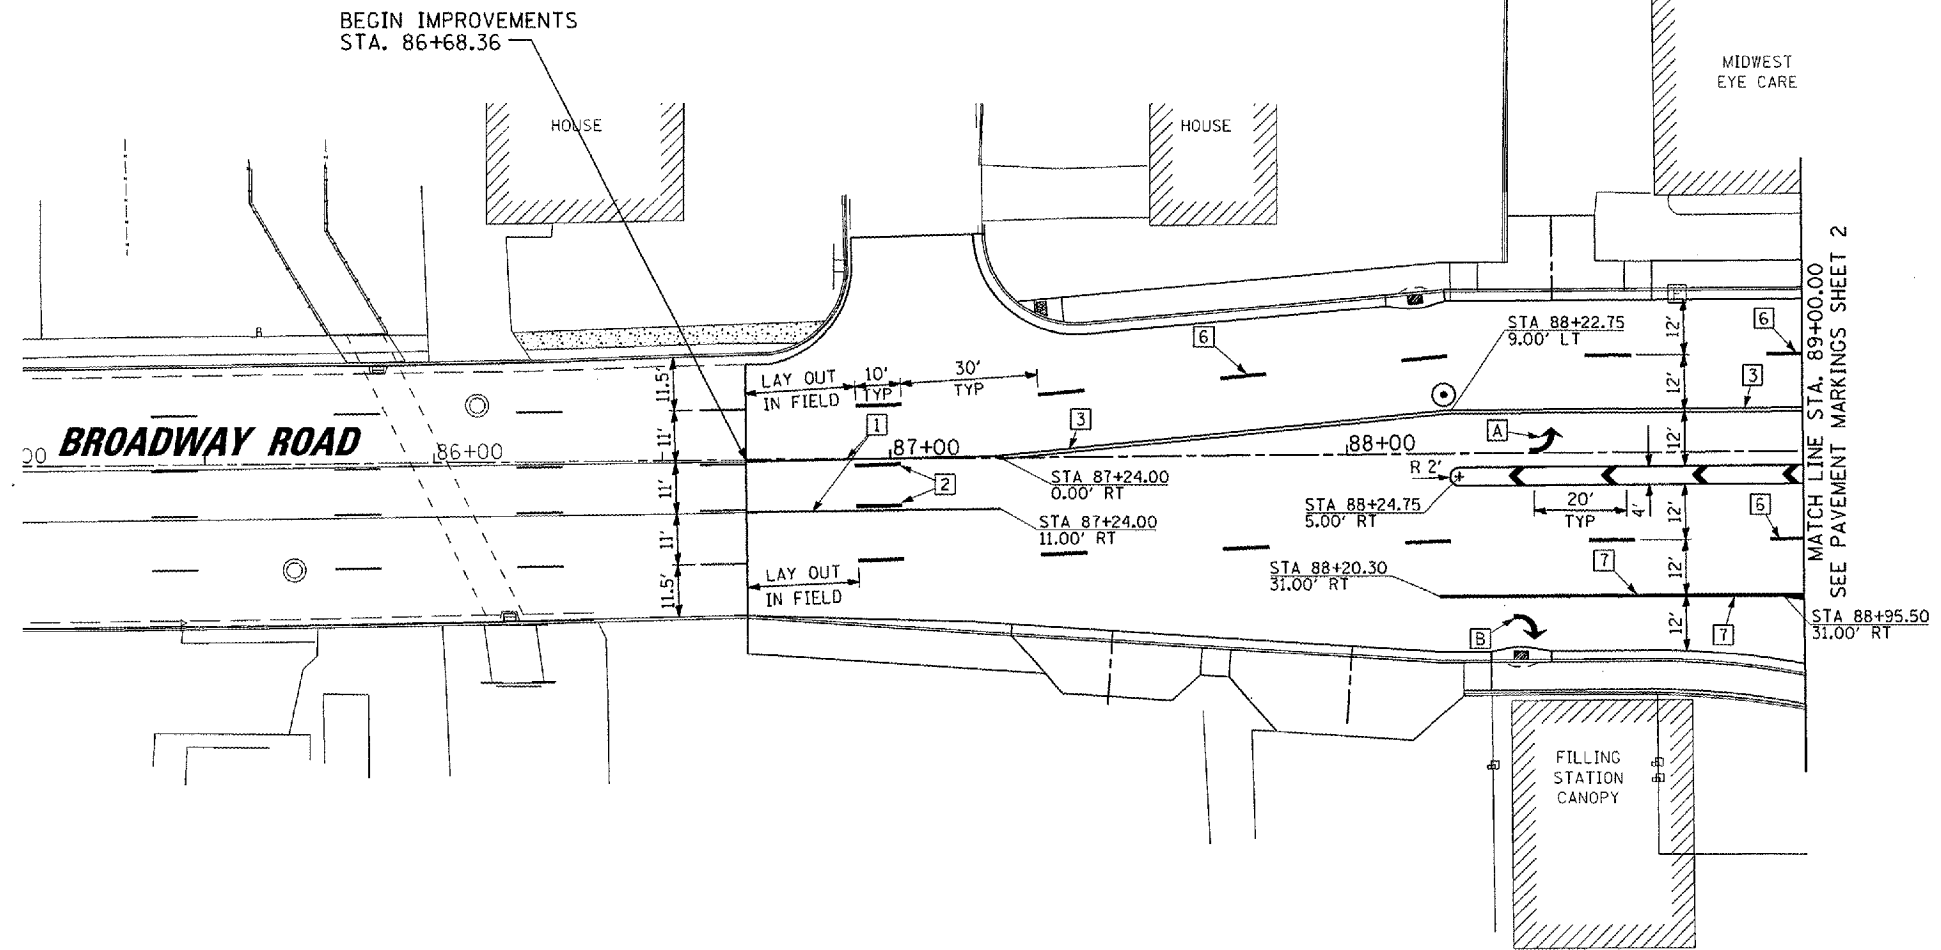 BEGIN IMPROVEMENTS
STA. 86+68.36
HOUSE
HOUSE
MIDWEST
EYE CARE
MATCH LINE STA. 89+00.00
SEE PAVEMENT MARKINGS SHEET 2
6
STA 88+22.75
9.00' LT
12'
6
12'
3
11.5'
LAY OUT
IN FIELD
10'
TYP
30'
TYP
BROADWAY ROAD
00
86+00
11'
1
87+00
3
88+00
A
12'
R 2'
11'
2
STA 87+24.00
0.00' RT
STA 88+24.75
5.00' RT
20'
TYP
4'
12'
6
STA 87+24.00
11.00' RT
11'
12'
11.5'
LAY OUT
IN FIELD
STA 88+20.30
31.00' RT
7
7
STA 88+95.50
31.00' RT
B
12'
FILLING
STATION
CANOPY